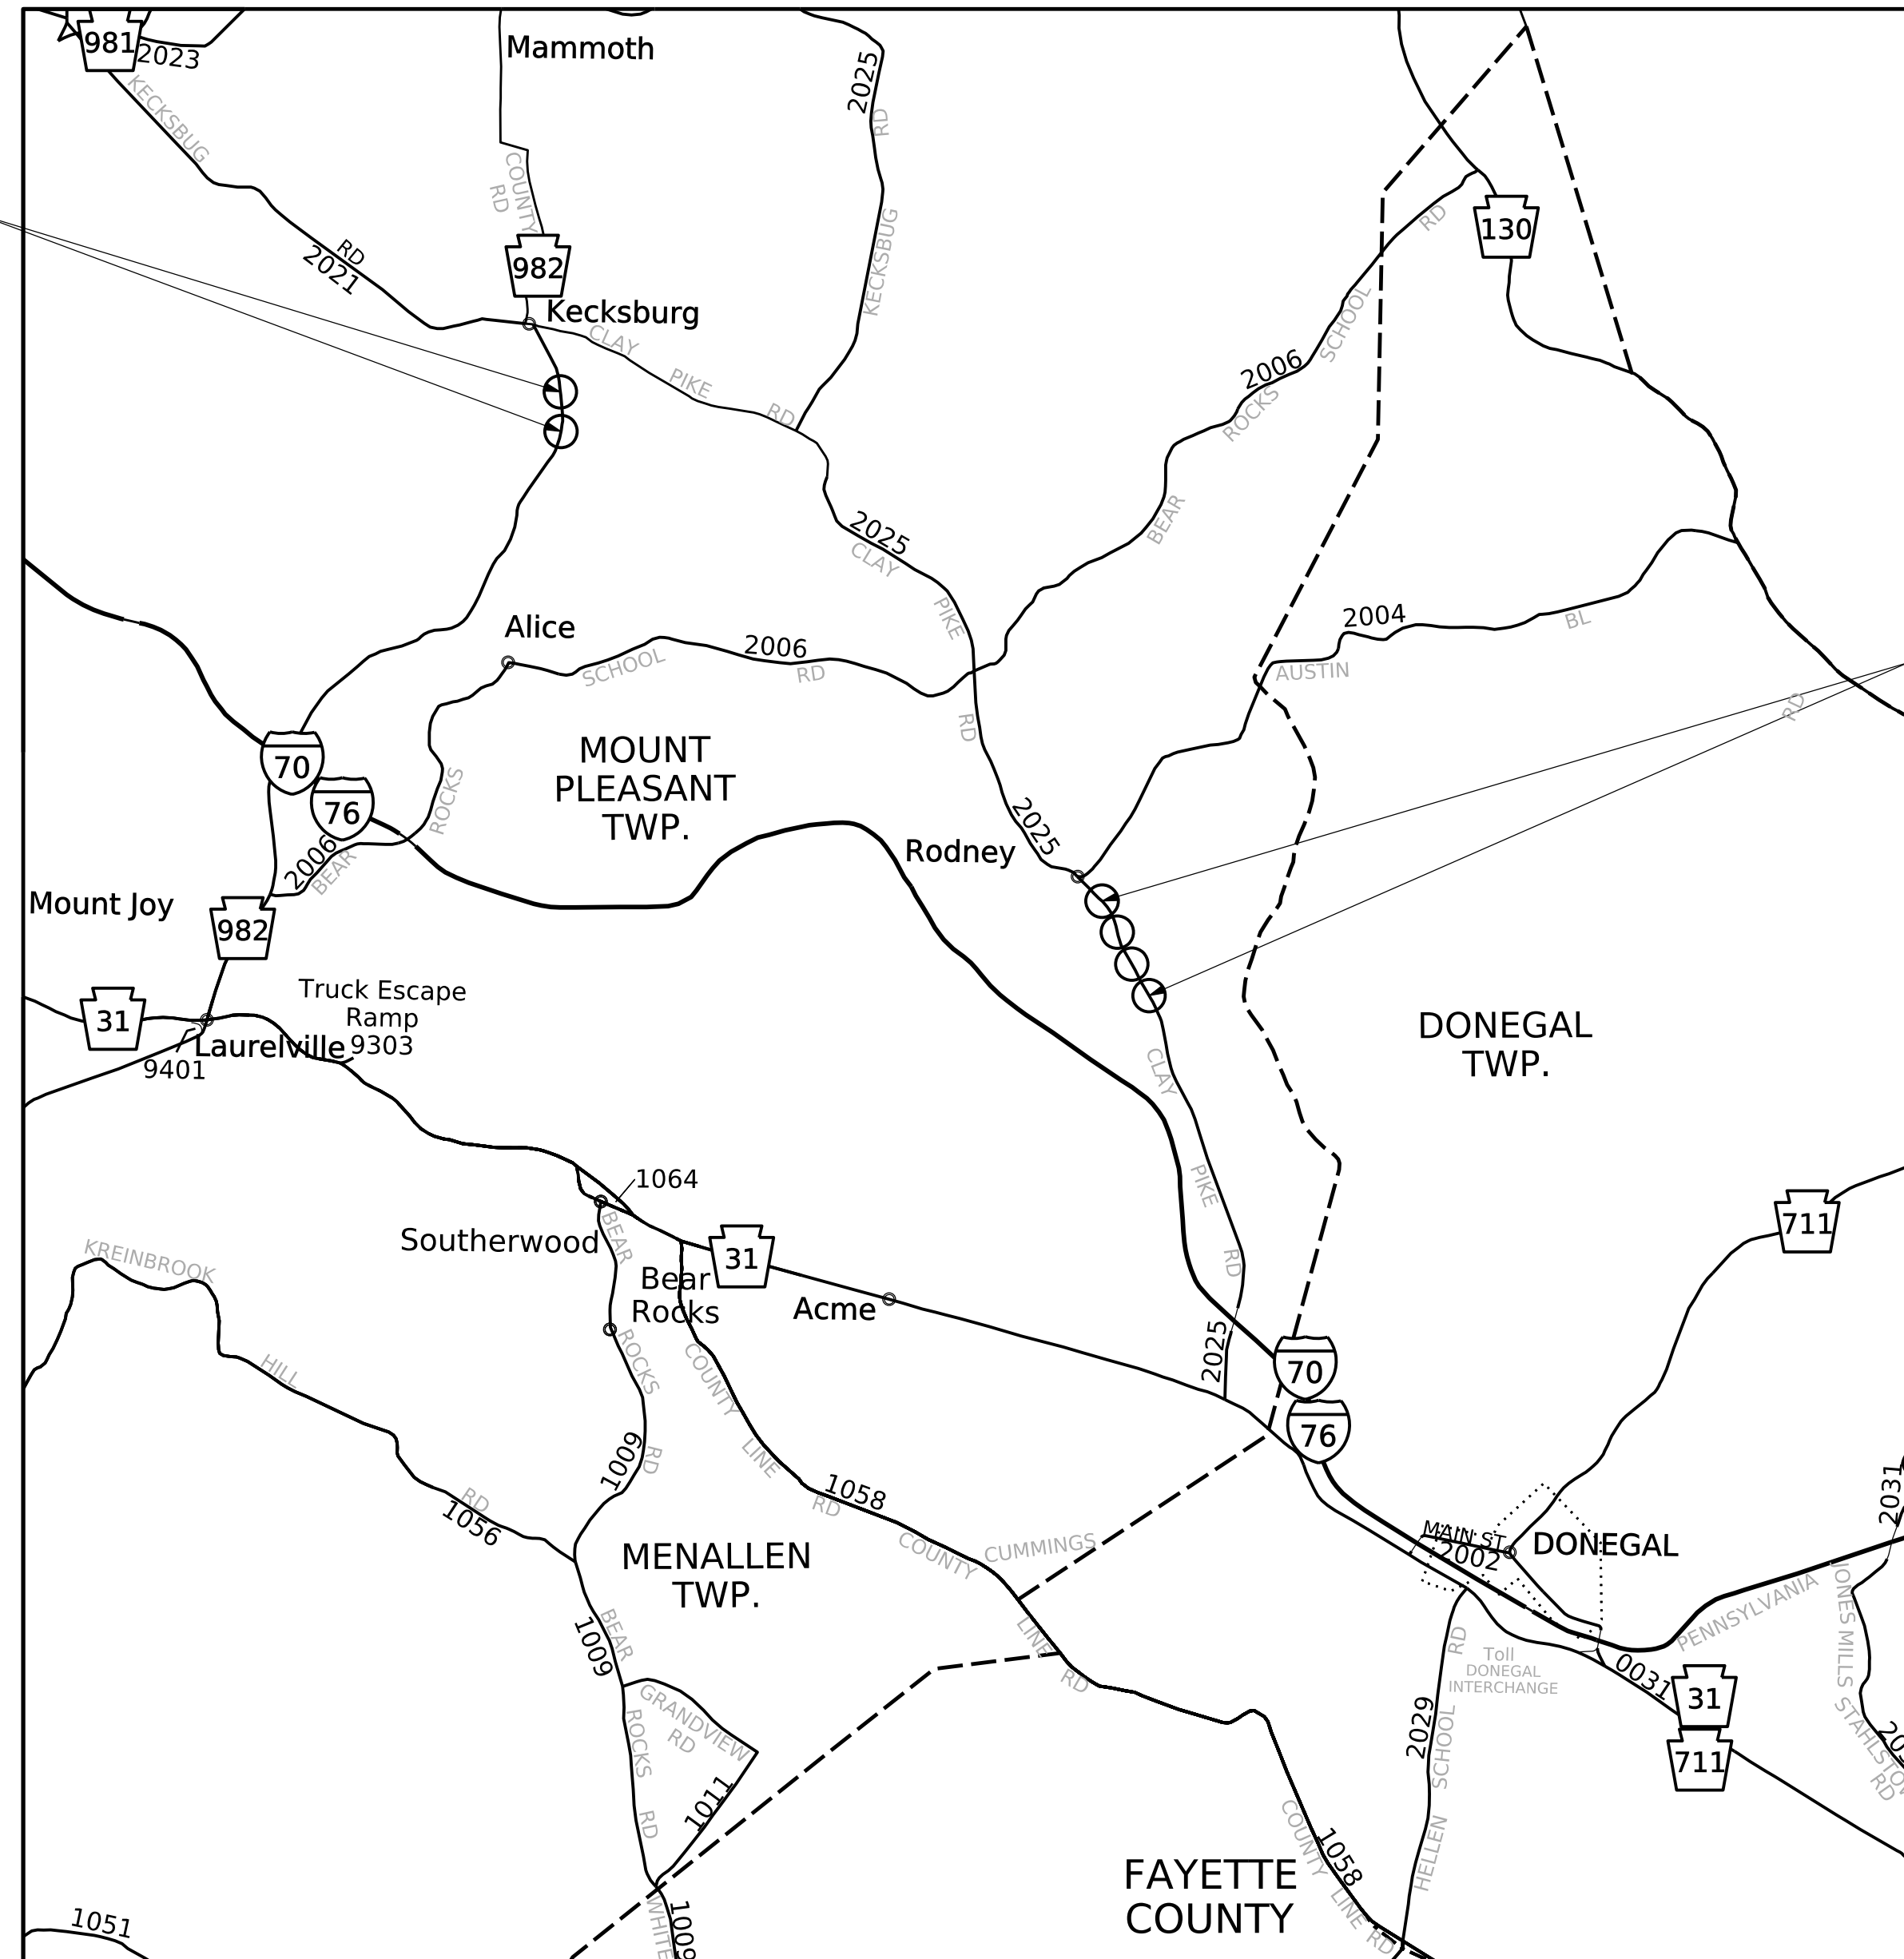 981
2023
KECKSBUG
RD
2021
Mammoth
COUNTY
RD
982
Kecksburg
2025
RD
KECKSBUG
CLAY
PIKE
RD
130
RD
SCHOOL
2006
ROCKS
BEAR
2025
CLAY
PIKE
RD
Alice
SCHOOL
2006
RD
2004
BL
AUSTIN
RD
70
76
ROCKS
2006
BEAR
MOUNT
PLEASANT
TWP.
2025
Rodney
Mount Joy
982
31
Truck Escape
Ramp
9303
Laurelville
9401
DONEGAL
TWP.
CLAY
PIKE
RD
2025
1064
Southerwood
BEAR
Bear
Rocks
31
Acme
711
KREINBROOK
HILL
RD
1056
ROCKS
RD
1009
COUNTY
LINE
RD
1058
COUNTY
CUMMINGS
LINE
RD
70
76
MENALLEN
TWP.
MAIN ST
2002
DONEGAL
2031
PENNSYLVANIA
JONES MILLS
STAHLSTO
RD
1009
BEAR
ROCKS
RD
GRANDVIEW
RD
1011
RD
Toll
DONEGAL
INTERCHANGE
0031
31
711
2029
SCHOOL
HELLEN
FAYETTE
COUNTY
COUNTY
1058
LINE
RD
1051
WHITE
1009